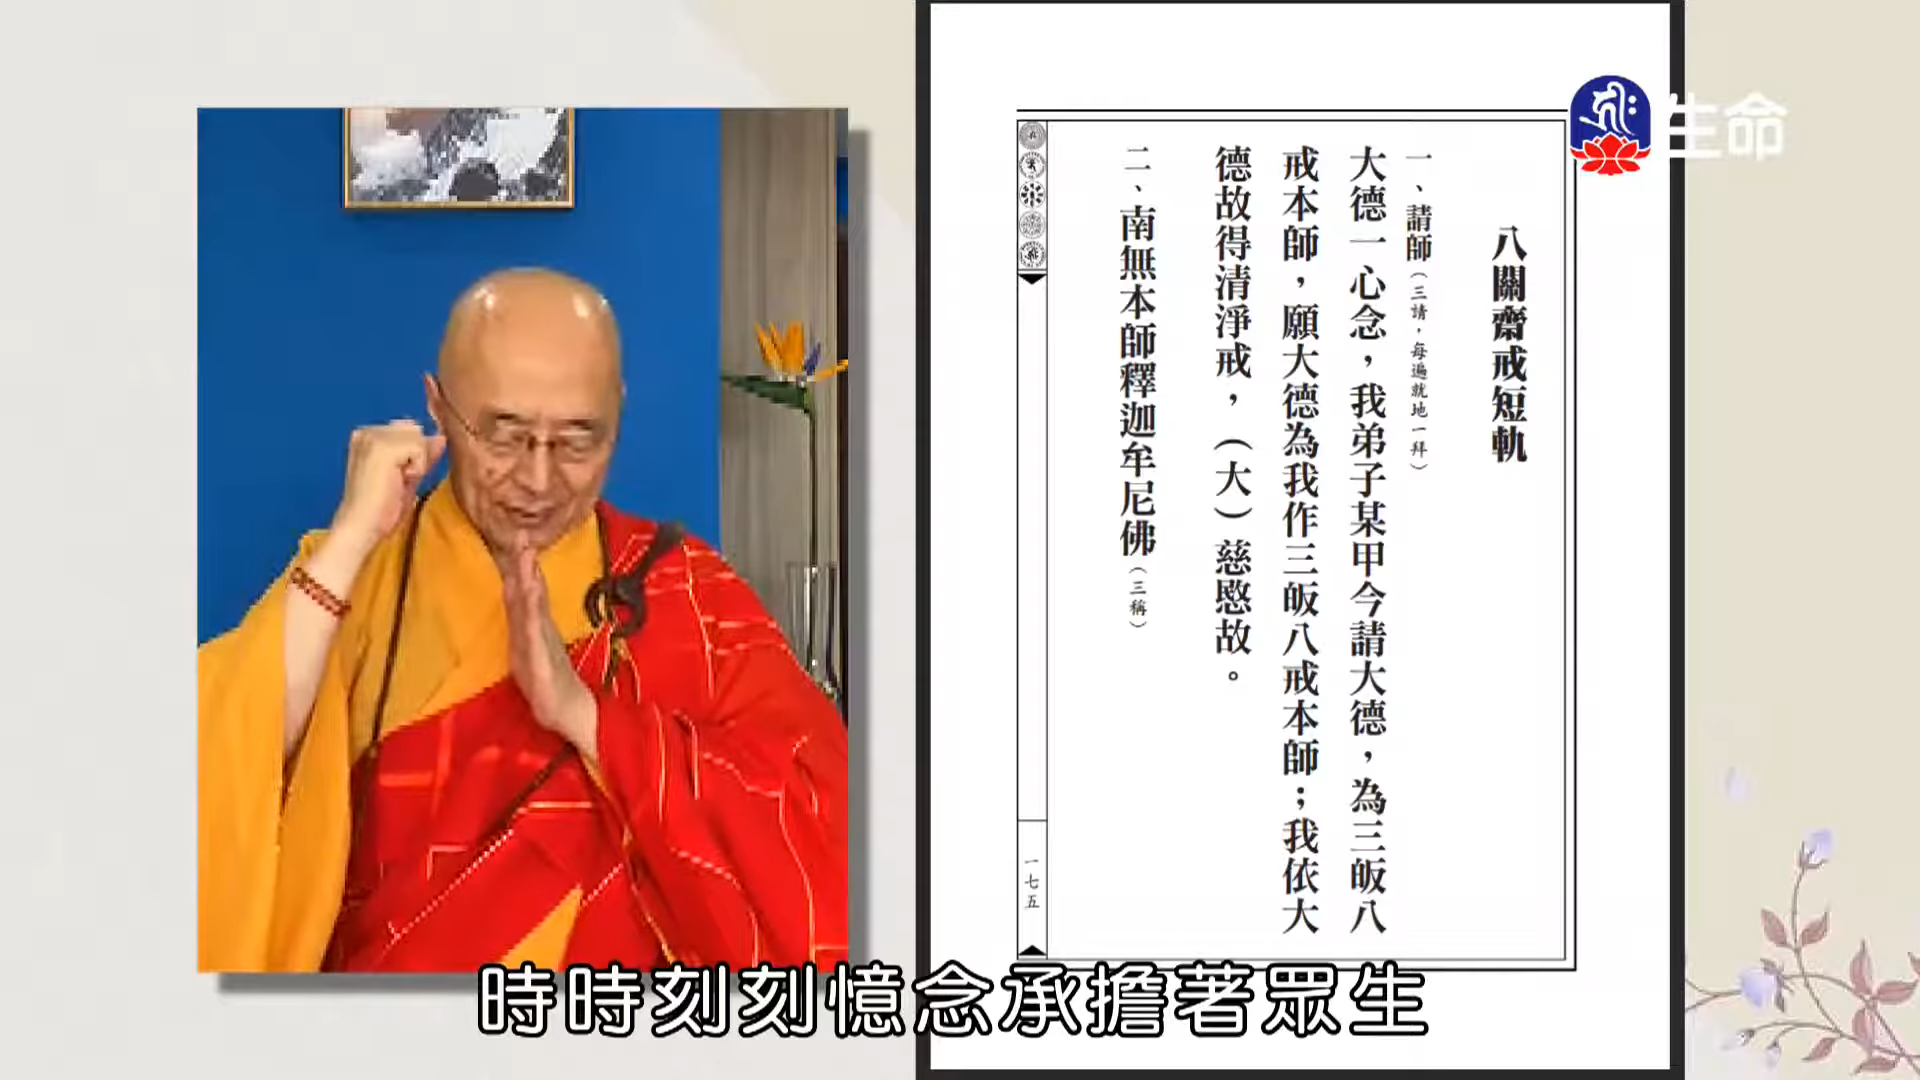 生命
八關齋戒短軌
一、請師（三請，每遍就地一拜）
大德一心念，我弟子某甲今請大德，為三皈八
戒本師，願大德為我作三皈八戒本師；我依大
德故得清淨戒，（大）慈愍故。
二、南無本師釋迦牟尼佛（三稱）
一七五
時時刻刻憶念承擔著眾生